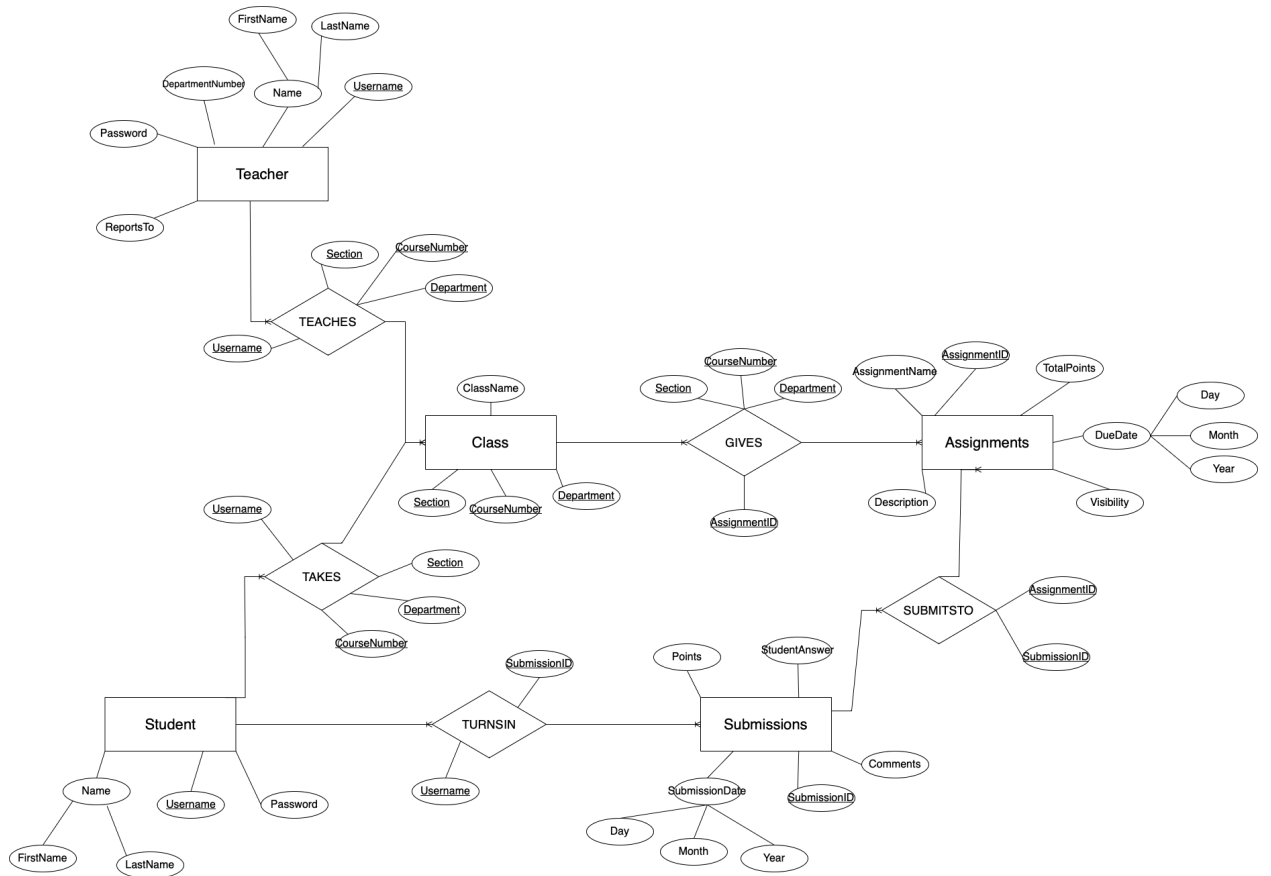 FirstName
LastName
DepartmentNumber
Name
Username
Password
Teacher
ReportsTo
Section
CourseNumber
Department
TEACHES
Username
ClassName
Class
Section
CourseNumber
Department
CourseNumber
Section
Department
GIVES
AssignmentID
AssignmentName
AssignmentID
TotalPoints
Assignments
DueDate
Day
Month
Year
Description
Visibility
Username
TAKES
Section
Department
CourseNumber
SUBMITSTO
AssignmentID
SubmissionID
SubmissionID
TURNSIN
Username
Student
Name
Username
Password
FirstName
LastName
Points
StudentAnswer
Submissions
Comments
SubmissionDate
SubmissionID
Day
Month
Year